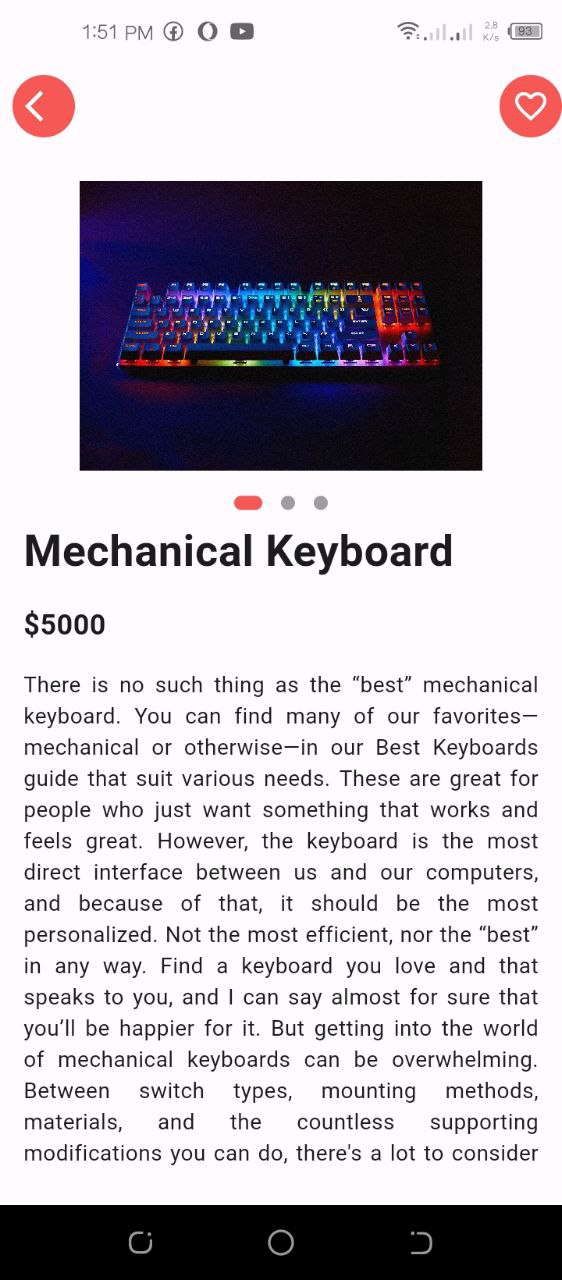 1:51 PM
2.8
K/s
93
Mechanical Keyboard
$5000
There is no such thing as the “best” mechanical
keyboard. You can find many of our favorites—
mechanical or otherwise—in our Best Keyboards
guide that suit various needs. These are great for
people who just want something that works and
feels great. However, the keyboard is the most
direct interface between us and our computers,
and because of that, it should be the most
personalized. Not the most efficient, nor the “best”
in any way. Find a keyboard you love and that
speaks to you, and I can say almost for sure that
you’ll be happier for it. But getting into the world
of mechanical keyboards can be overwhelming.
Between switch types, mounting methods,
materials, and the countless supporting
modifications you can do, there's a lot to consider